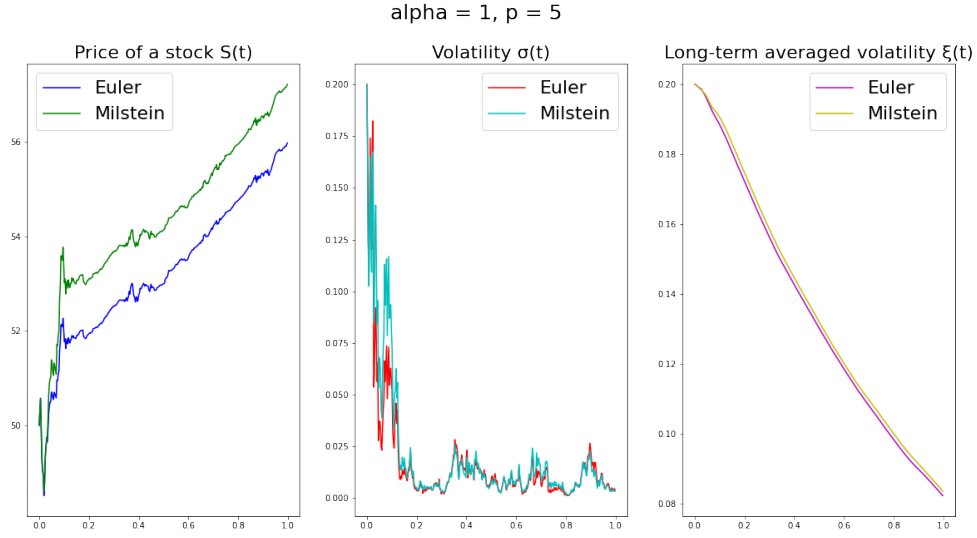 alpha = 1, p = 5
Price of a stock S(t)
Euler
Milstein
56
54
52
50
0.0 0.2 0.4 0.6 0.8 1.0
Volatility σ(t)
Euler
Milstein
0.200
0.175
0.150
0.125
0.100
0.075
0.050
0.025
0.000
0.0 0.2 0.4 0.6 0.8 1.0
Long-term averaged volatility ξ(t)
Euler
Milstein
0.20
0.18
0.16
0.14
0.12
0.10
0.08
0.0 0.2 0.4 0.6 0.8 1.0